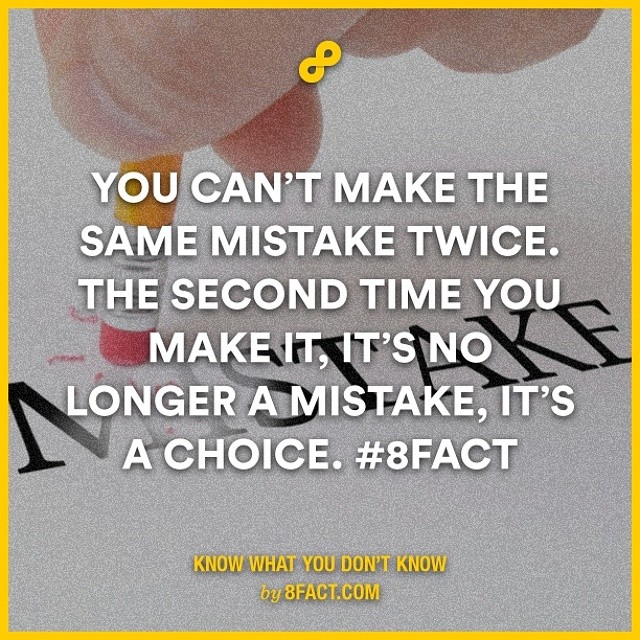 YOU CAN'T MAKE THE
SAME MISTAKE TWICE.
THE SECOND TIME YOU
MAKE IT, IT'S NO
LONGER A MISTAKE, IT'S
A CHOICE. #8FACT
MISTAKE
KNOW WHAT YOU DON'T KNOW
by 8FACT.COM